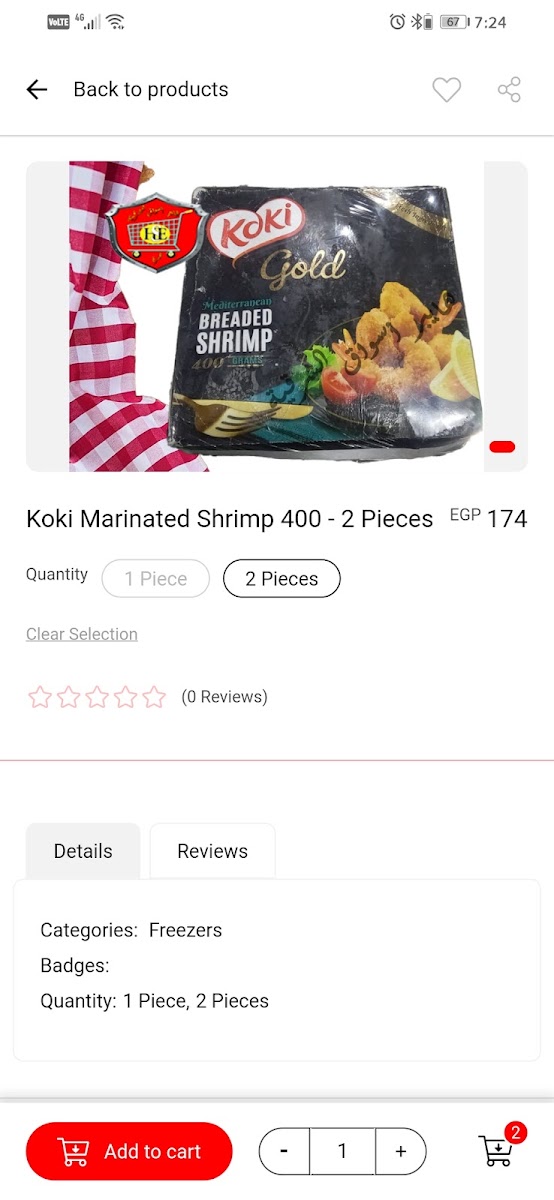 VoLTE 4G 67 7:24
Back to products
HE
KOKI
Gold
Mediterranean
BREADED
SHRIMP
400 GRAMS
Koki Marinated Shrimp 400 - 2 Pieces EGP 174
Quantity 1 Piece 2 Pieces
Clear Selection
(0 Reviews)
Details Reviews
Categories: Freezers
Badges:
Quantity: 1 Piece, 2 Pieces
Add to cart - 1 + 2